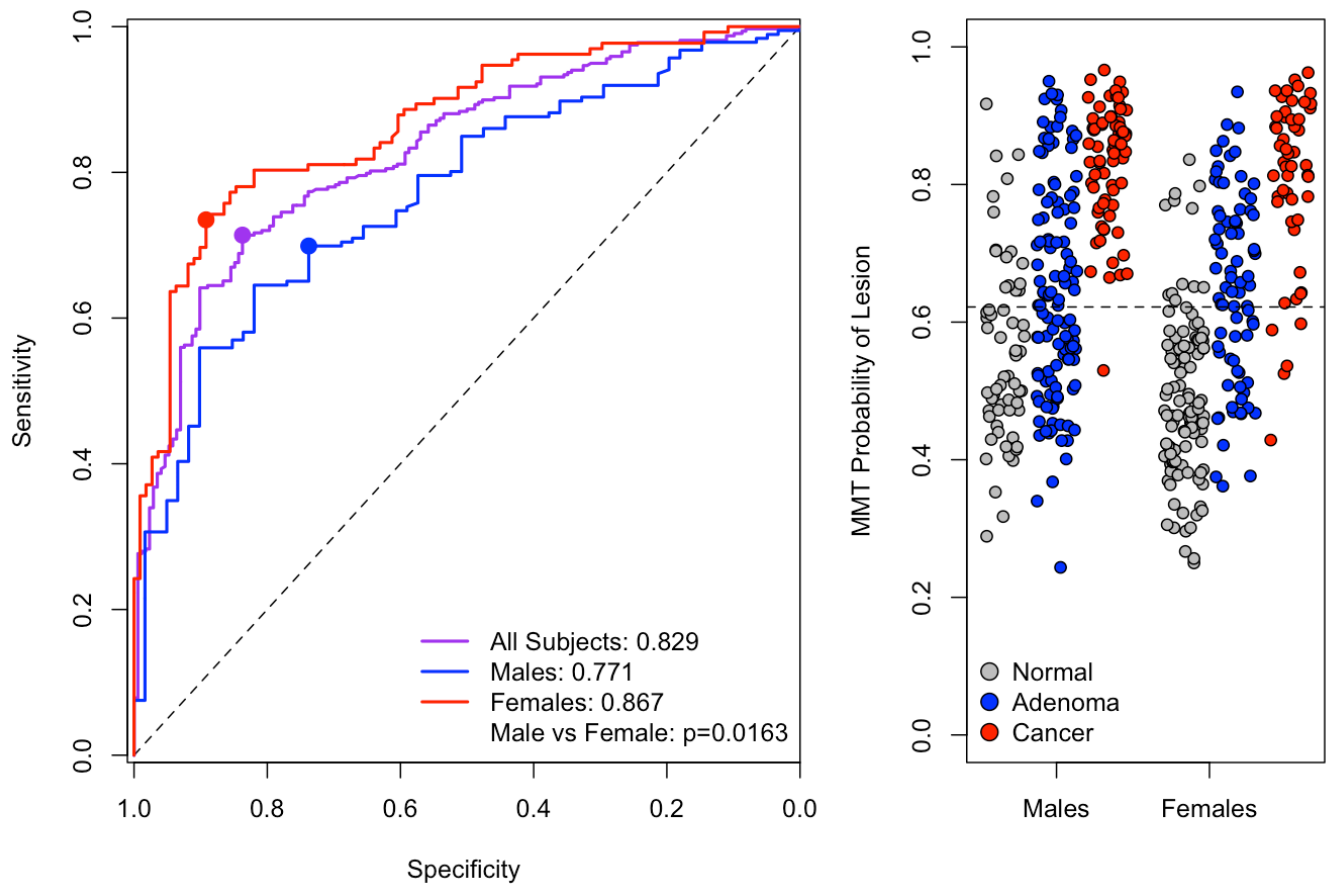 Sensitivity
1.0
0.8
0.6
0.4
0.2
0.0
All Subjects: 0.829
Males: 0.771
Females: 0.867
Male vs Female: p=0.0163
1.0 0.8 0.6 0.4 0.2 0.0
Specificity
MMT Probability of Lesion
1.0
0.8
0.6
0.4
0.2
0.0
Normal
Adenoma
Cancer
Males Females